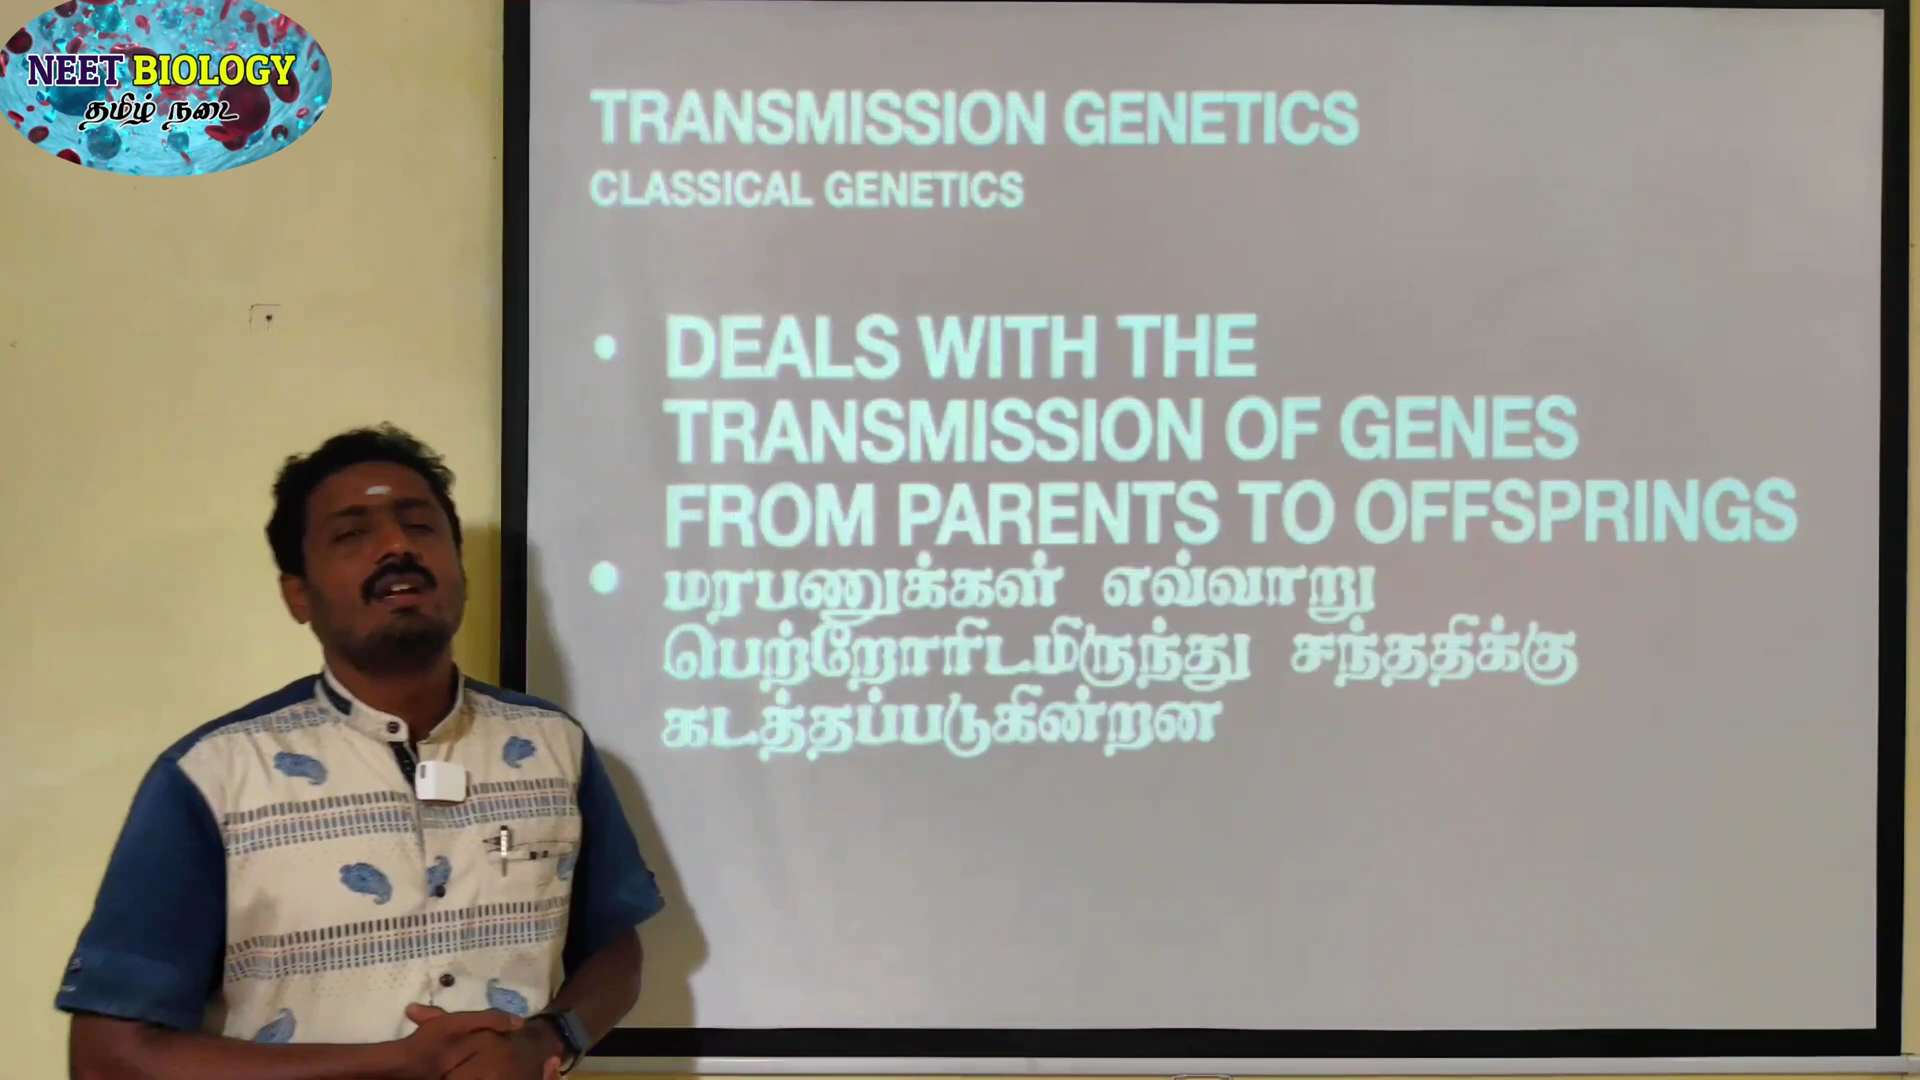 NEET BIOLOGY
தமிழ் நடை
TRANSMISSION GENETICS
CLASSICAL GENETICS
• DEALS WITH THE
TRANSMISSION OF GENES
FROM PARENTS TO OFFSPRINGS
• மரபணுக்கள் எவ்வாறு
பெற்றோரிடமிருந்து சந்ததிக்கு
கடத்தப்படுகின்றன